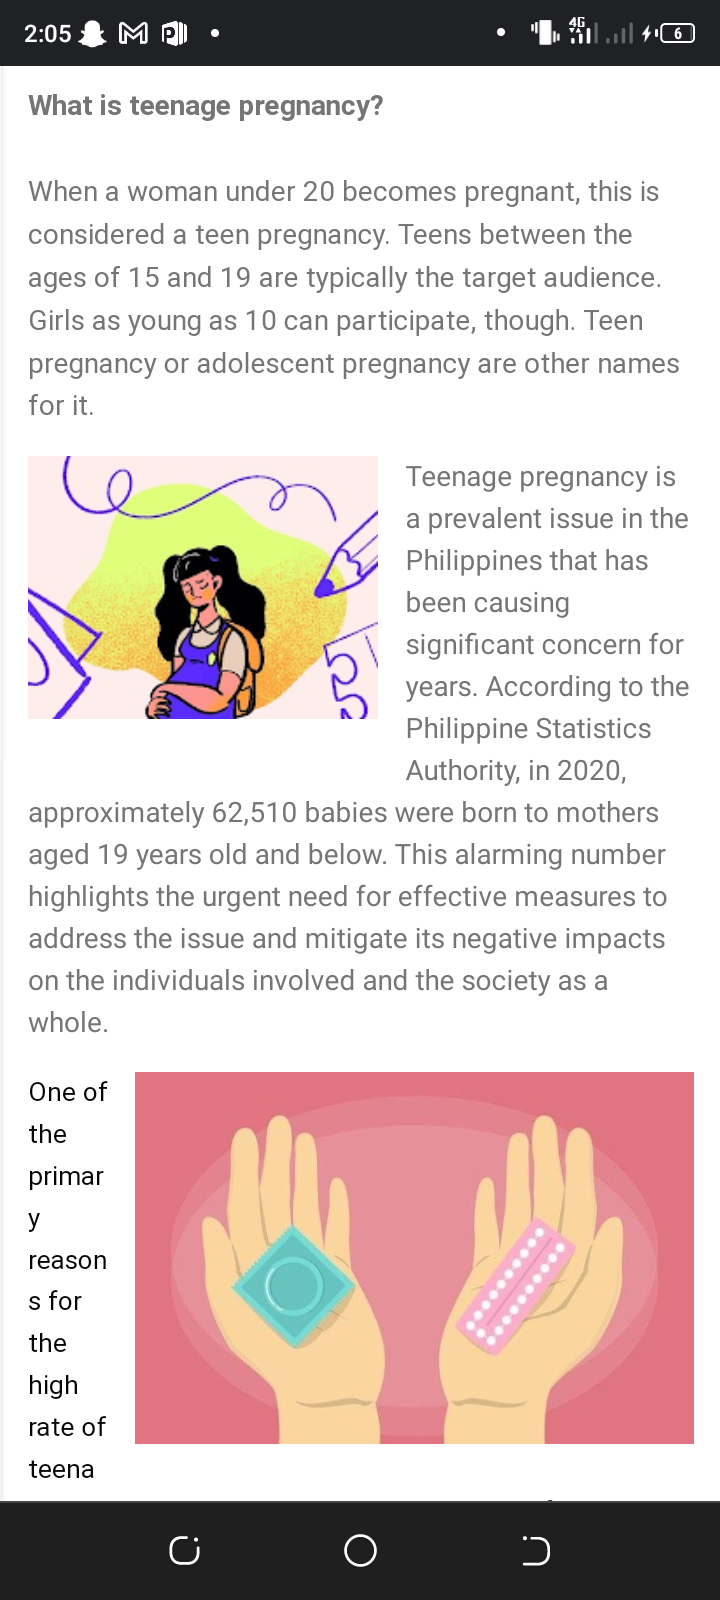 2:05
4G
6
What is teenage pregnancy?
When a woman under 20 becomes pregnant, this is
considered a teen pregnancy. Teens between the
ages of 15 and 19 are typically the target audience.
Girls as young as 10 can participate, though. Teen
pregnancy or adolescent pregnancy are other names
for it.
Teenage pregnancy is
a prevalent issue in the
Philippines that has
been causing
significant concern for
years. According to the
Philippine Statistics
Authority, in 2020,
approximately 62,510 babies were born to mothers
aged 19 years old and below. This alarming number
highlights the urgent need for effective measures to
address the issue and mitigate its negative impacts
on the individuals involved and the society as a
whole.
One of
the
primar
y
reason
s for
the
high
rate of
teena